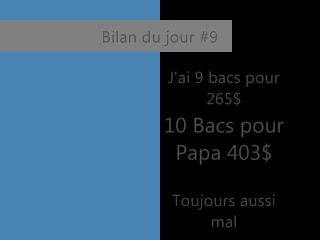 Bilan du jour #9
J'ai 9 bacs pour
265$
10 Bacs pour
Papa 403$
Toujours aussi
mal